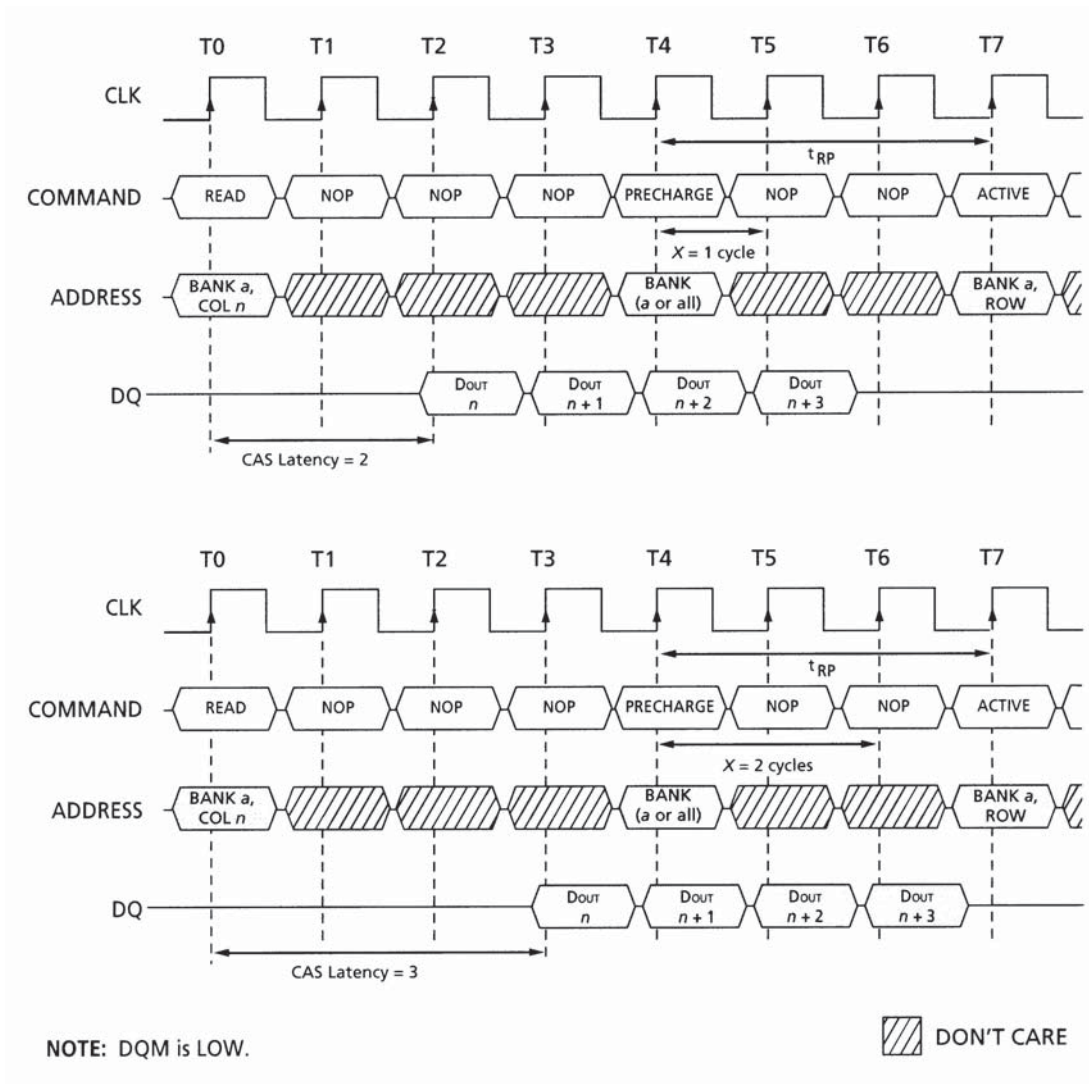 T0 T1 T2 T3 T4 T5 T6 T7
CLK
tRP
COMMAND READ NOP NOP NOP PRECHARGE NOP NOP ACTIVE
X = 1 cycle
ADDRESS BANK a, COL n BANK (a or all) BANK a, ROW
DQ DOUT n DOUT n + 1 DOUT n + 2 DOUT n + 3
CAS Latency = 2
T0 T1 T2 T3 T4 T5 T6 T7
CLK
tRP
COMMAND READ NOP NOP NOP PRECHARGE NOP NOP ACTIVE
X = 2 cycles
ADDRESS BANK a, COL n BANK (a or all) BANK a, ROW
DQ DOUT n DOUT n + 1 DOUT n + 2 DOUT n + 3
CAS Latency = 3
NOTE: DQM is LOW.
DON'T CARE